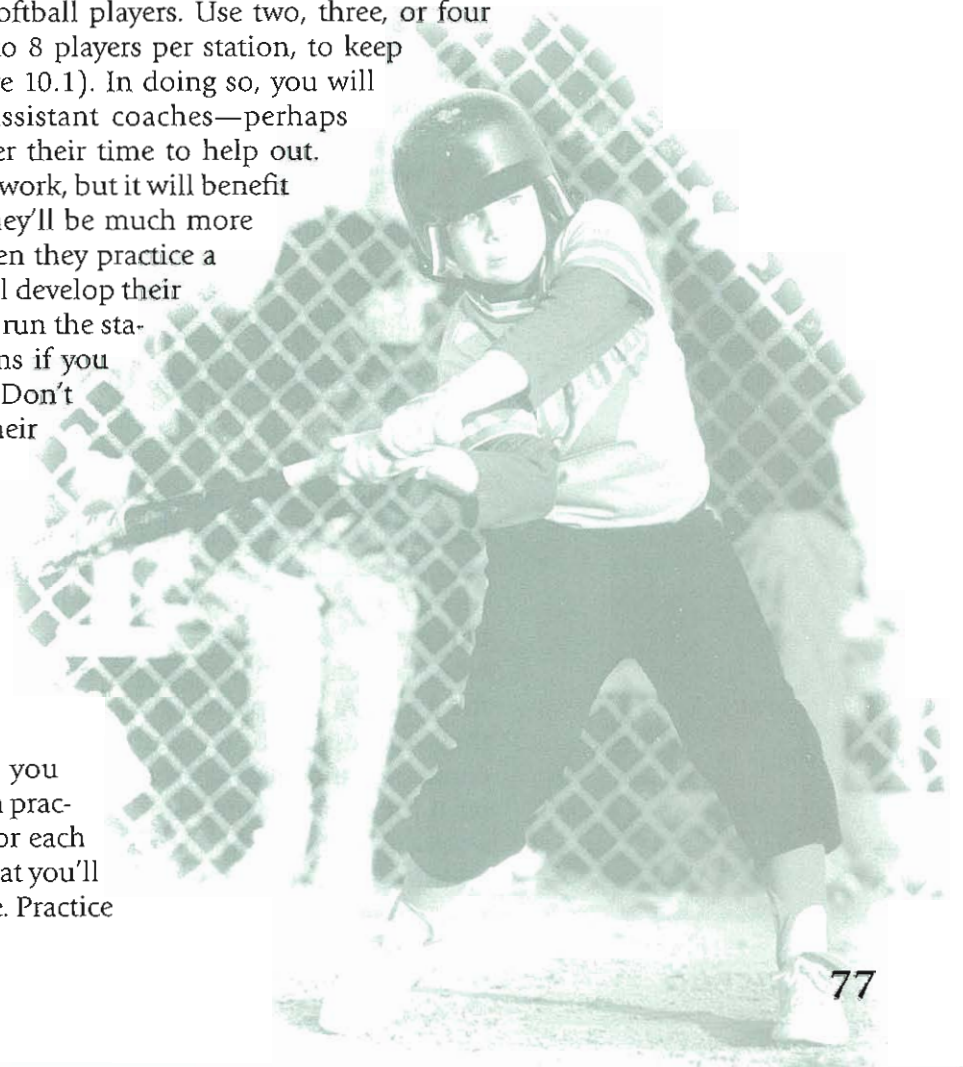 oftball players. Use two, three, or four
o 8 players per station, to keep
e 10.1). In doing so, you will
ssistant coaches—perhaps
er their time to help out.
work, but it will benefit
ey'll be much more
en they practice a
l develop their
run the sta-
ns if you
Don't
eir
you
prac-
or each
at you'll
e. Practice
77